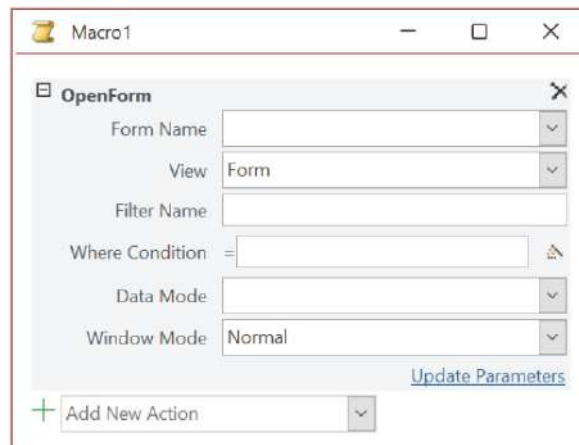 Macro1
OpenForm
Form Name
View Form
Filter Name
Where Condition =
Data Mode
Window Mode Normal
Update Parameters
Add New Action